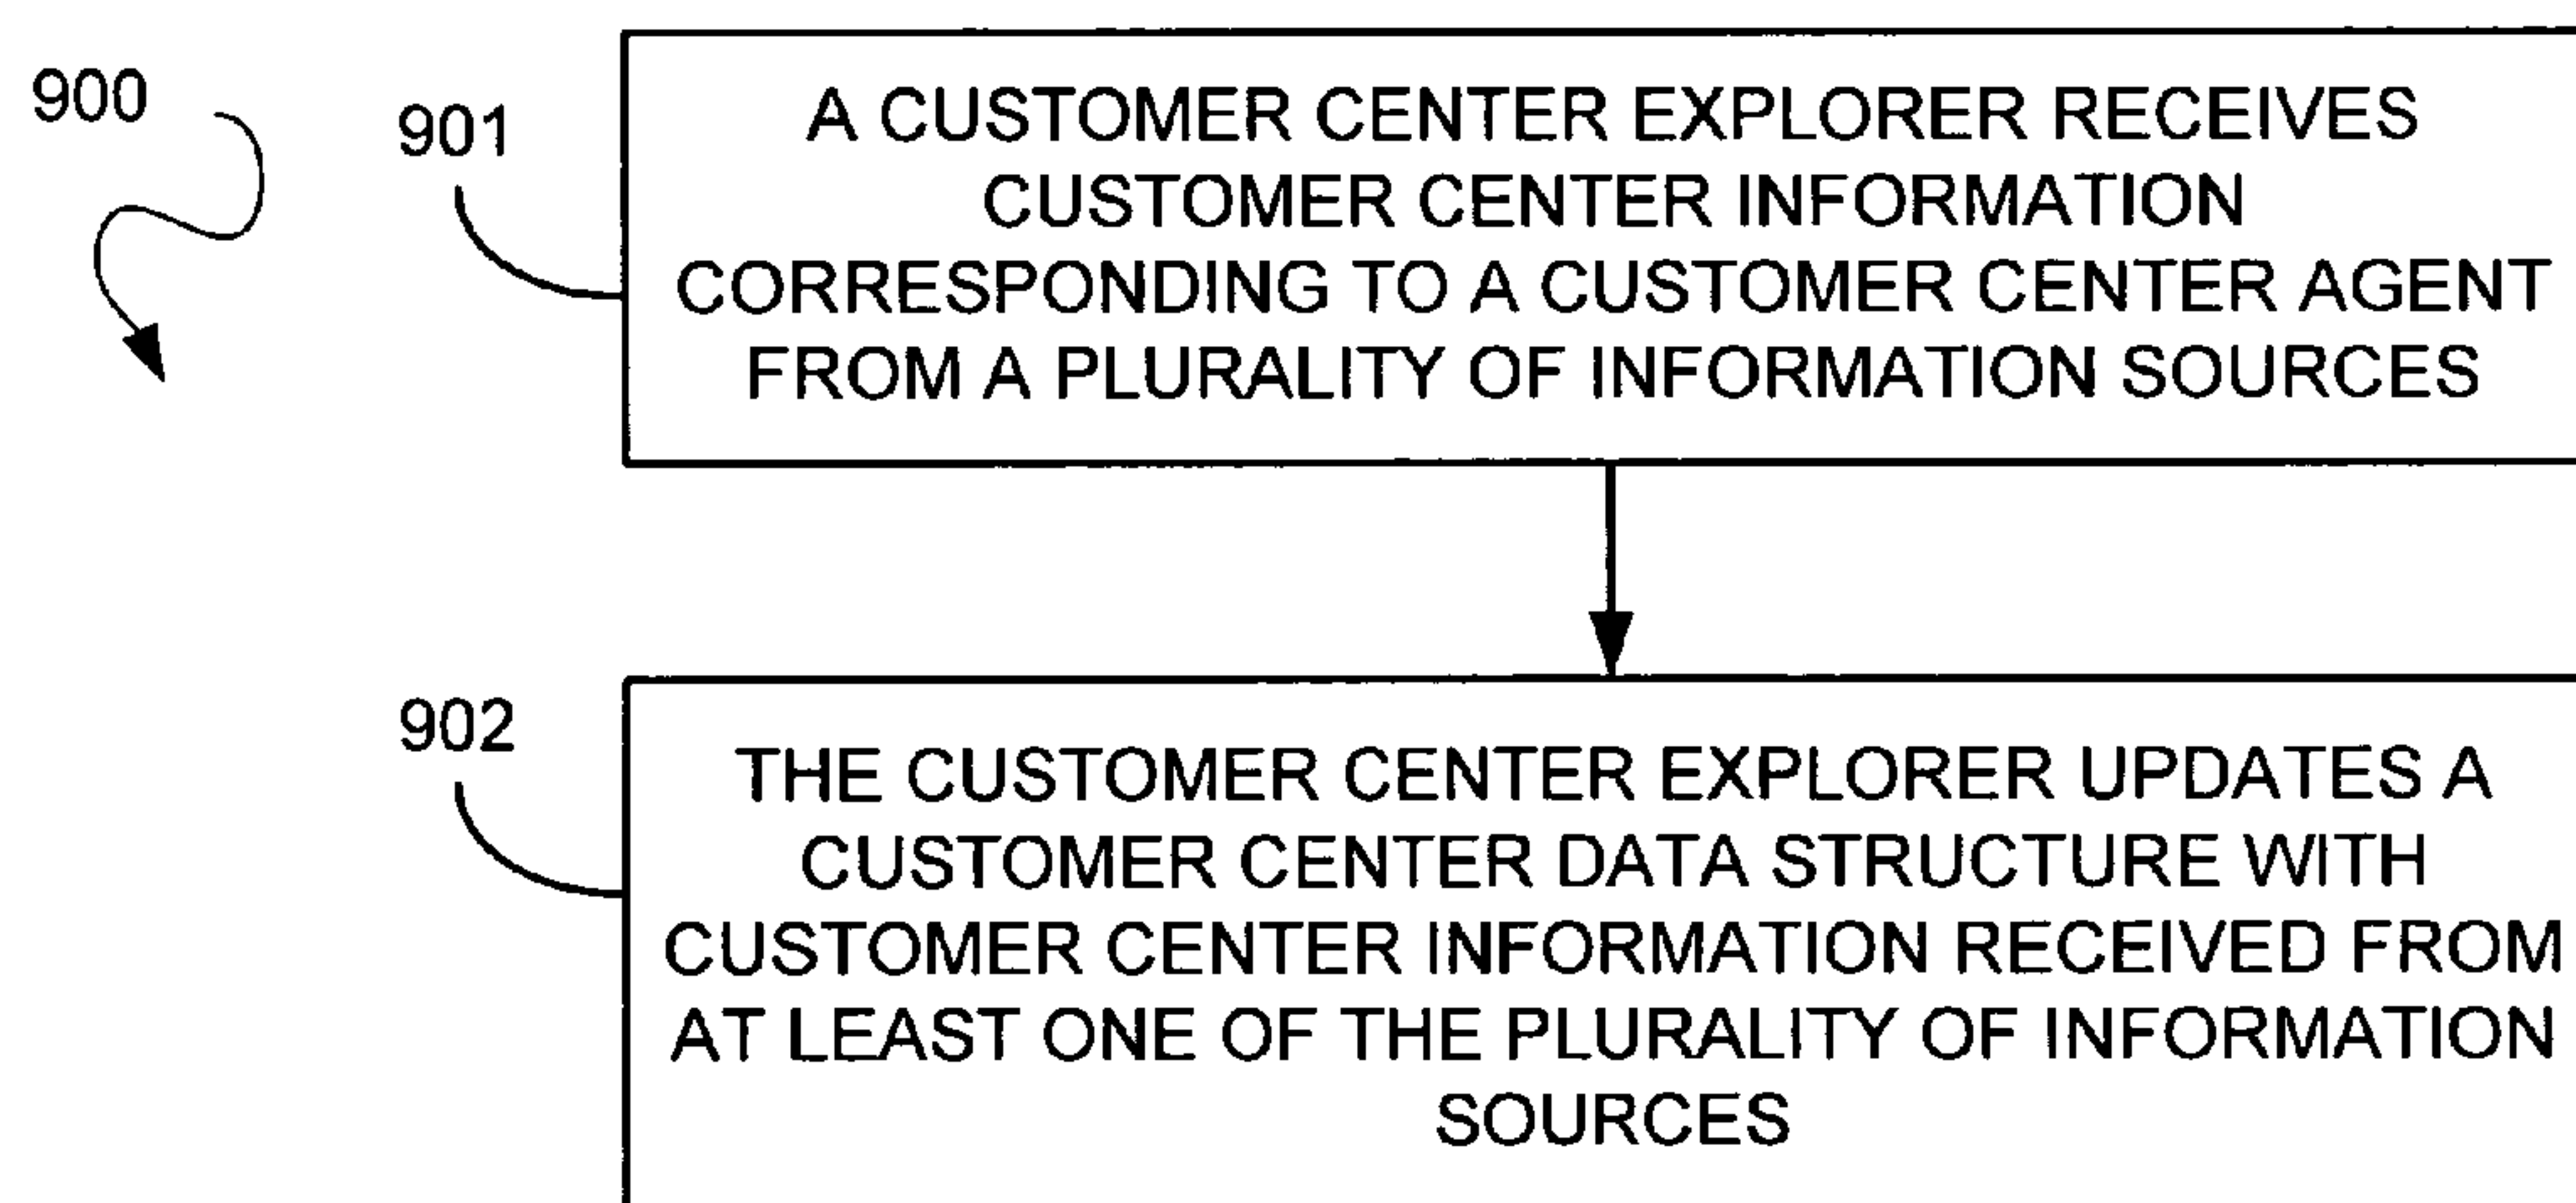 900
901
A CUSTOMER CENTER EXPLORER RECEIVES
CUSTOMER CENTER INFORMATION
CORRESPONDING TO A CUSTOMER CENTER AGENT
FROM A PLURALITY OF INFORMATION SOURCES
902
THE CUSTOMER CENTER EXPLORER UPDATES A
CUSTOMER CENTER DATA STRUCTURE WITH
CUSTOMER CENTER INFORMATION RECEIVED FROM
AT LEAST ONE OF THE PLURALITY OF INFORMATION
SOURCES